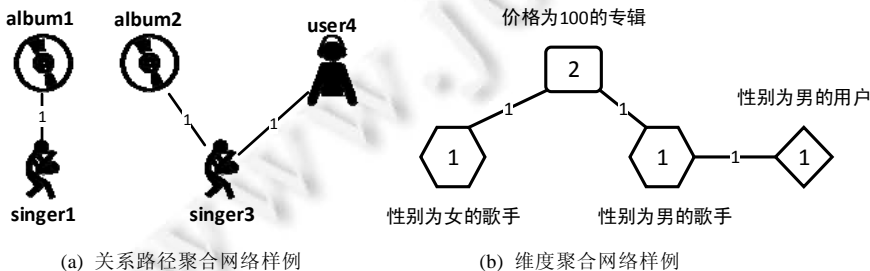 album1
album2
user4
1
1
1
singer1
singer3
(a) 关系路径聚合网络样例
价格为100的专辑
2
性别为男的用户
1
1
1
1
1
1
性别为女的歌手
性别为男的歌手
(b) 维度聚合网络样例